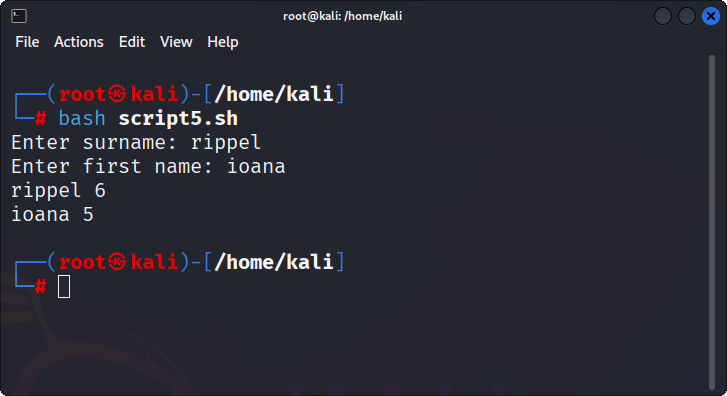 root@kali: /home/kali
File Actions Edit View Help
┌──(root㉿kali)-[/home/kali]
└─# bash script5.sh
Enter surname: rippel
Enter first name: ioana
rippel 6
ioana 5
┌──(root㉿kali)-[/home/kali]
└─#